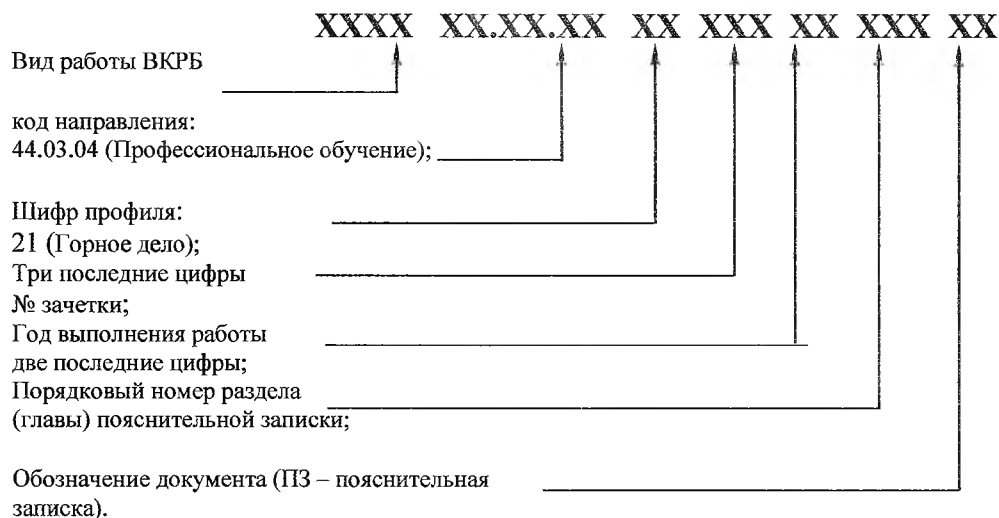 XXXX XX.XX.XX XX XXX XX XXX XX
Вид работы ВКРБ
код направления:
44.03.04 (Профессиональное обучение);
Шифр профиля:
21 (Горное дело);
Три последние цифры
№ зачетки;
Год выполнения работы
две последние цифры;
Порядковый номер раздела
(главы) пояснительной записки;
Обозначение документа (ПЗ – пояснительная
записка).